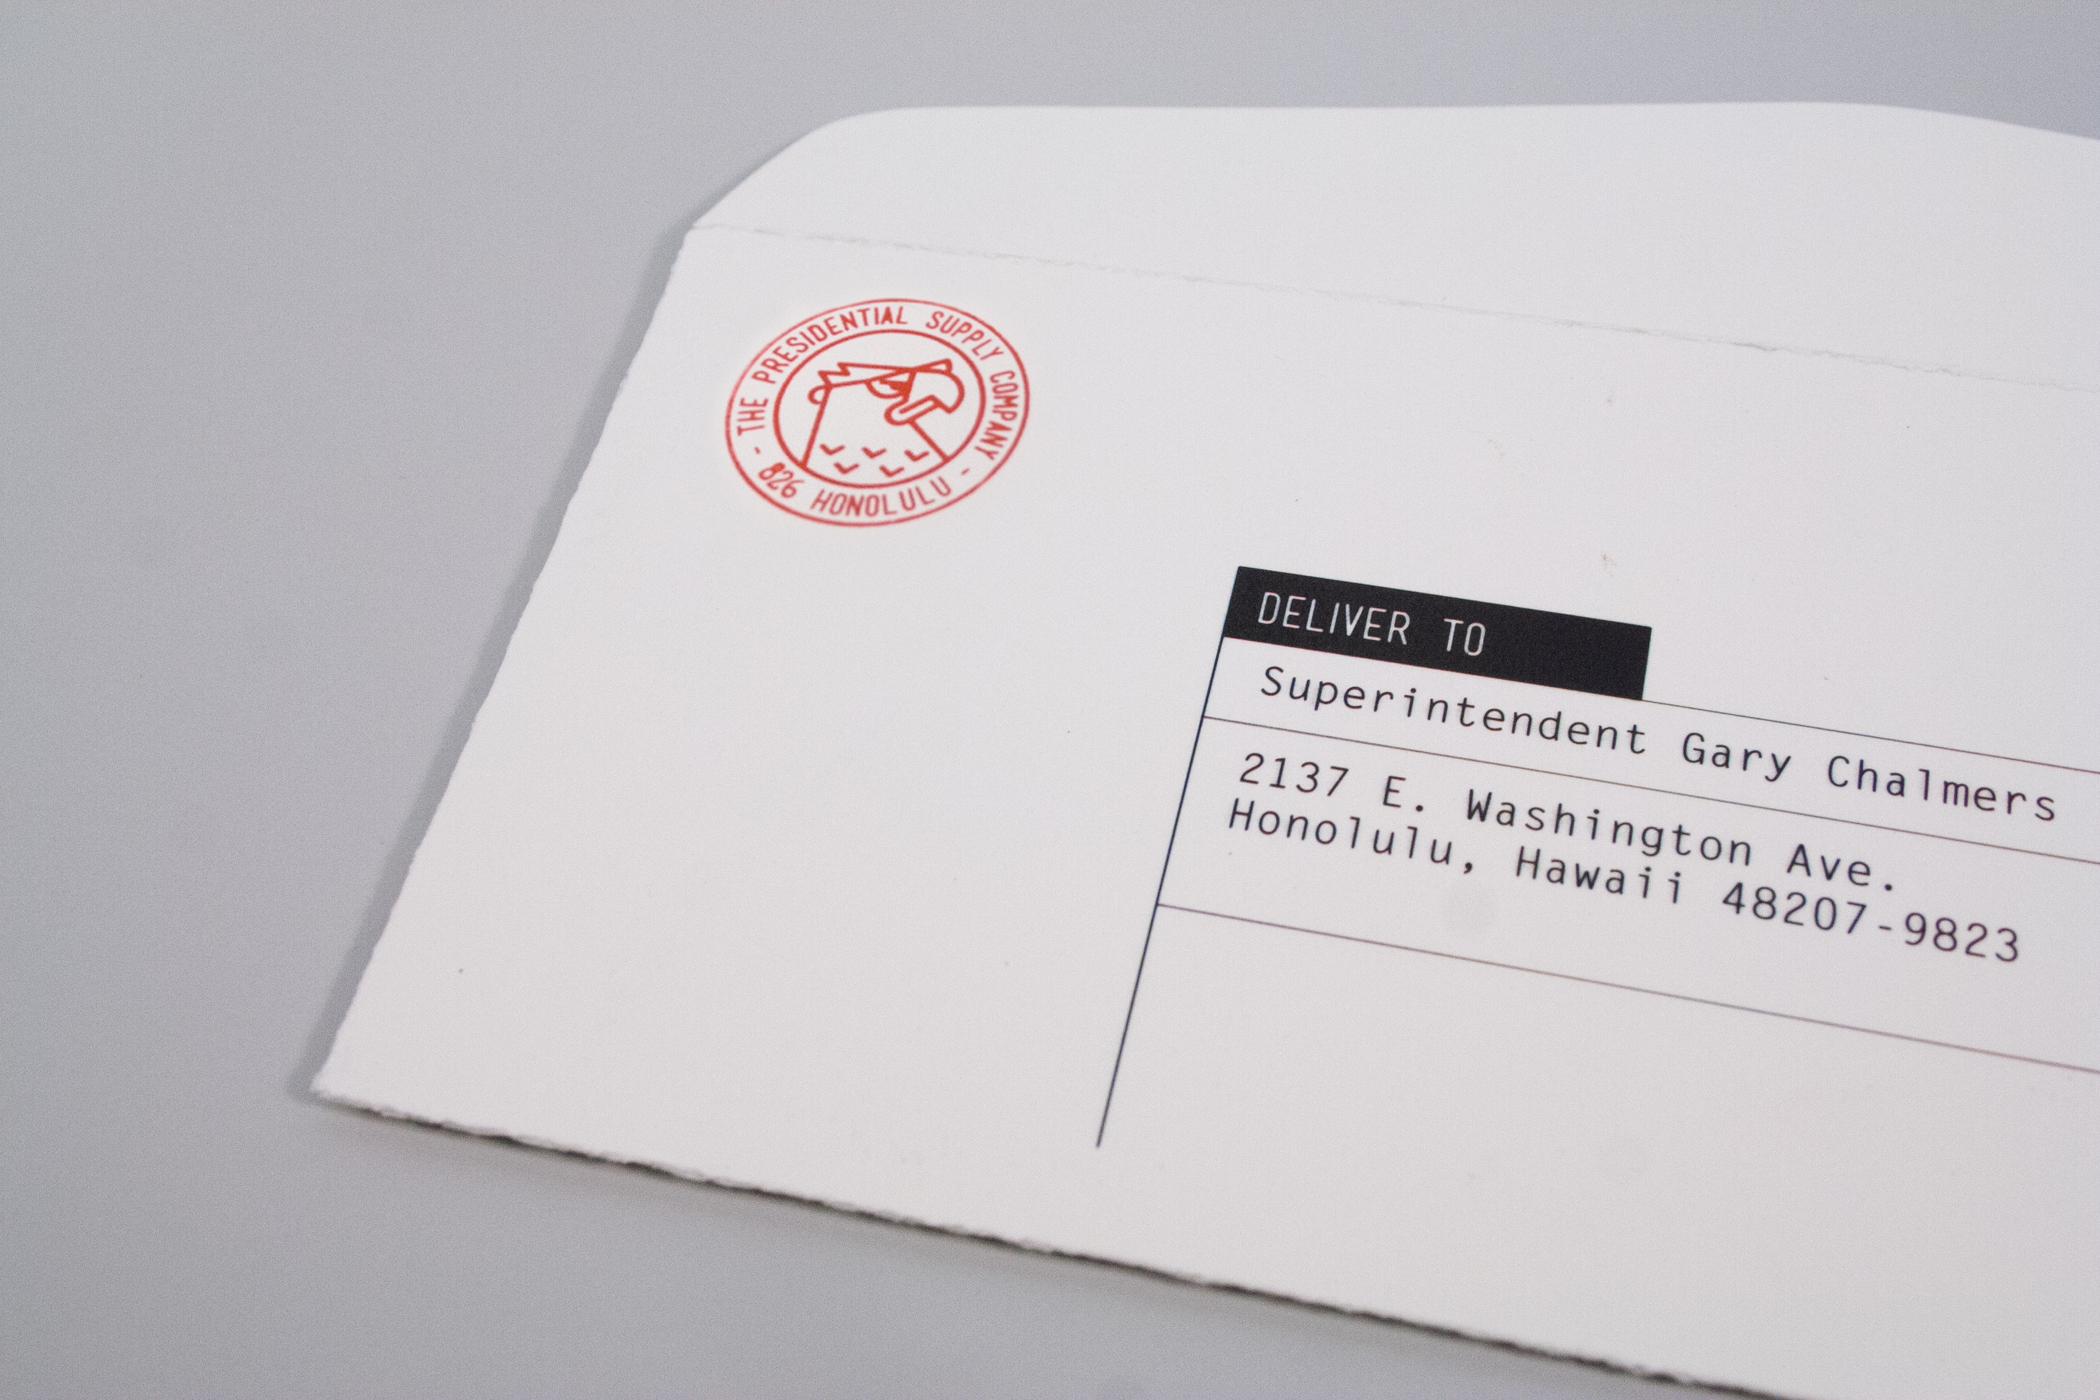 THE PRESIDENTIAL SUPPLY COMPANY
- 826 HONOLULU -
DELIVER TO
Superintendent Gary Chalmers
2137 E. Washington Ave.
Honolulu, Hawaii 48207-9823